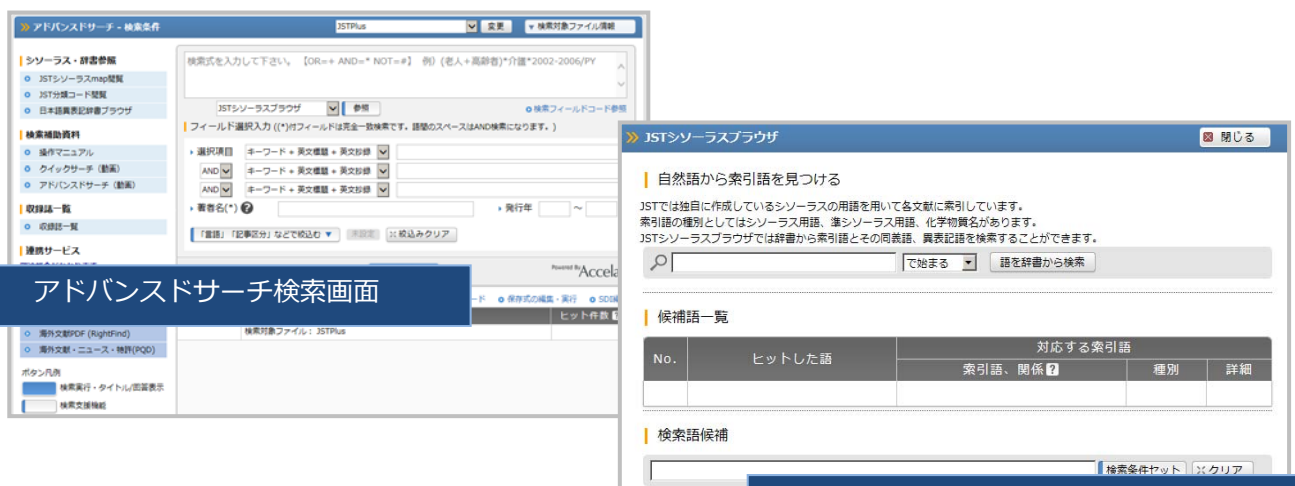 アドバンスドサーチ - 検索条件
JSTPlus
変更
検索対象ファイル情報
シソーラス・辞書参照
JSTシソーラスmap閲覧
JST分類コード閲覧
日本語異表記辞書ブラウザ
検索補助資料
操作マニュアル
クイックサーチ（動画）
アドバンスドサーチ（動画）
収録誌一覧
収録誌一覧
連携サービス
海外文献PDF (RightFind)
海外文献・ニュース・特許(PQD)
ボタン凡例
検索実行・タイトル/回答表示
検索支援機能
検索式を入力して下さい。【OR=+ AND=* NOT=#】 例）(老人+高齢者)*介護*2002-2006/PY
JSTシソーラスブラウザ
参照
検索フィールドコード参照
フィールド選択入力 ((*)付フィールドは完全一致検索です。語間のスペースはAND検索になります。)
選択項目 キーワード + 英文標題 + 英文抄録
AND キーワード + 英文標題 + 英文抄録
AND キーワード + 英文標題 + 英文抄録
著者名(*) ? 発行年 ～
「言語」「記事区分」などで絞込む ▼ 未設定 絞込みクリア
Powered By Accela
ード 保存式の編集・実行 SDI
ヒット件数
検索対象ファイル： JSTPlus
アドバンスドサーチ検索画面
JSTシソーラスブラウザ
閉じる
自然語から索引語を見つける
JSTでは独自に作成しているシソーラスの用語を用いて各文献に索引しています。
索引語の種別としてはシソーラス用語、準シソーラス用語、化学物質名があります。
JSTシソーラスブラウザでは辞書から索引語とその同義語、異表記語を検索することができます。
で始まる
語を辞書から検索
候補語一覧
No. ヒットした語 対応する索引語
索引語、関係? 種別 詳細
検索語候補
検索条件セット クリア